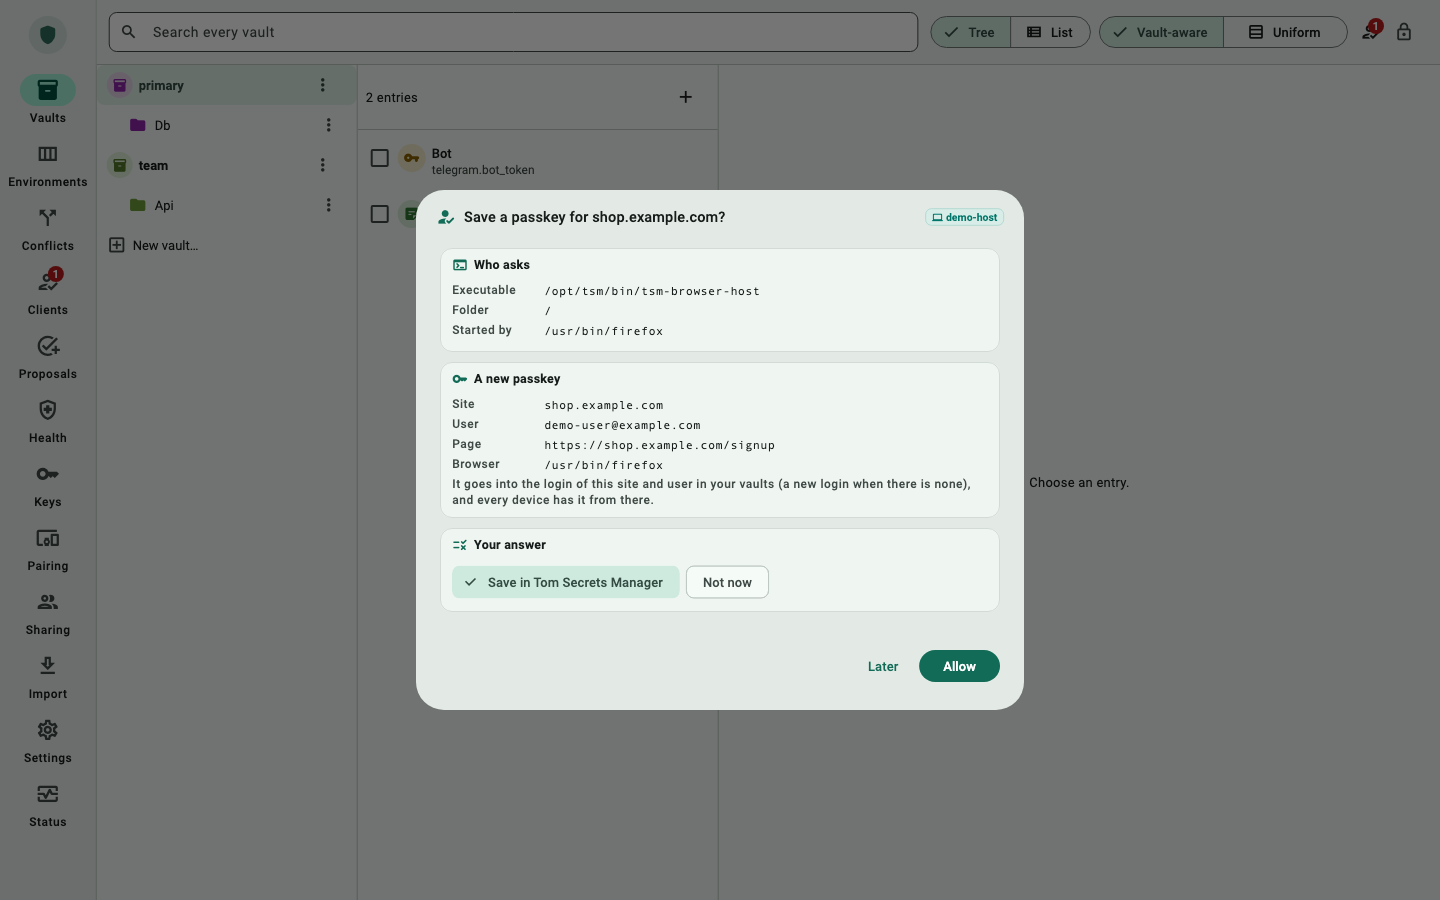 Search every vault
Tree
List
Vault-aware
Uniform
1
Vaults
Environments
Conflicts
1
Clients
Proposals
Health
Keys
Pairing
Sharing
Import
Settings
Status
primary
Db
team
Api
New vault...
2 entries
Bot
telegram.bot_token
Choose an entry.
Save a passkey for shop.example.com?
demo-host
Who asks
Executable /opt/tsm/bin/tsm-browser-host
Folder /
Started by /usr/bin/firefox
A new passkey
Site shop.example.com
User demo-user@example.com
Page https://shop.example.com/signup
Browser /usr/bin/firefox
It goes into the login of this site and user in your vaults (a new login when there is none),
and every device has it from there.
Your answer
Save in Tom Secrets Manager
Not now
Later
Allow